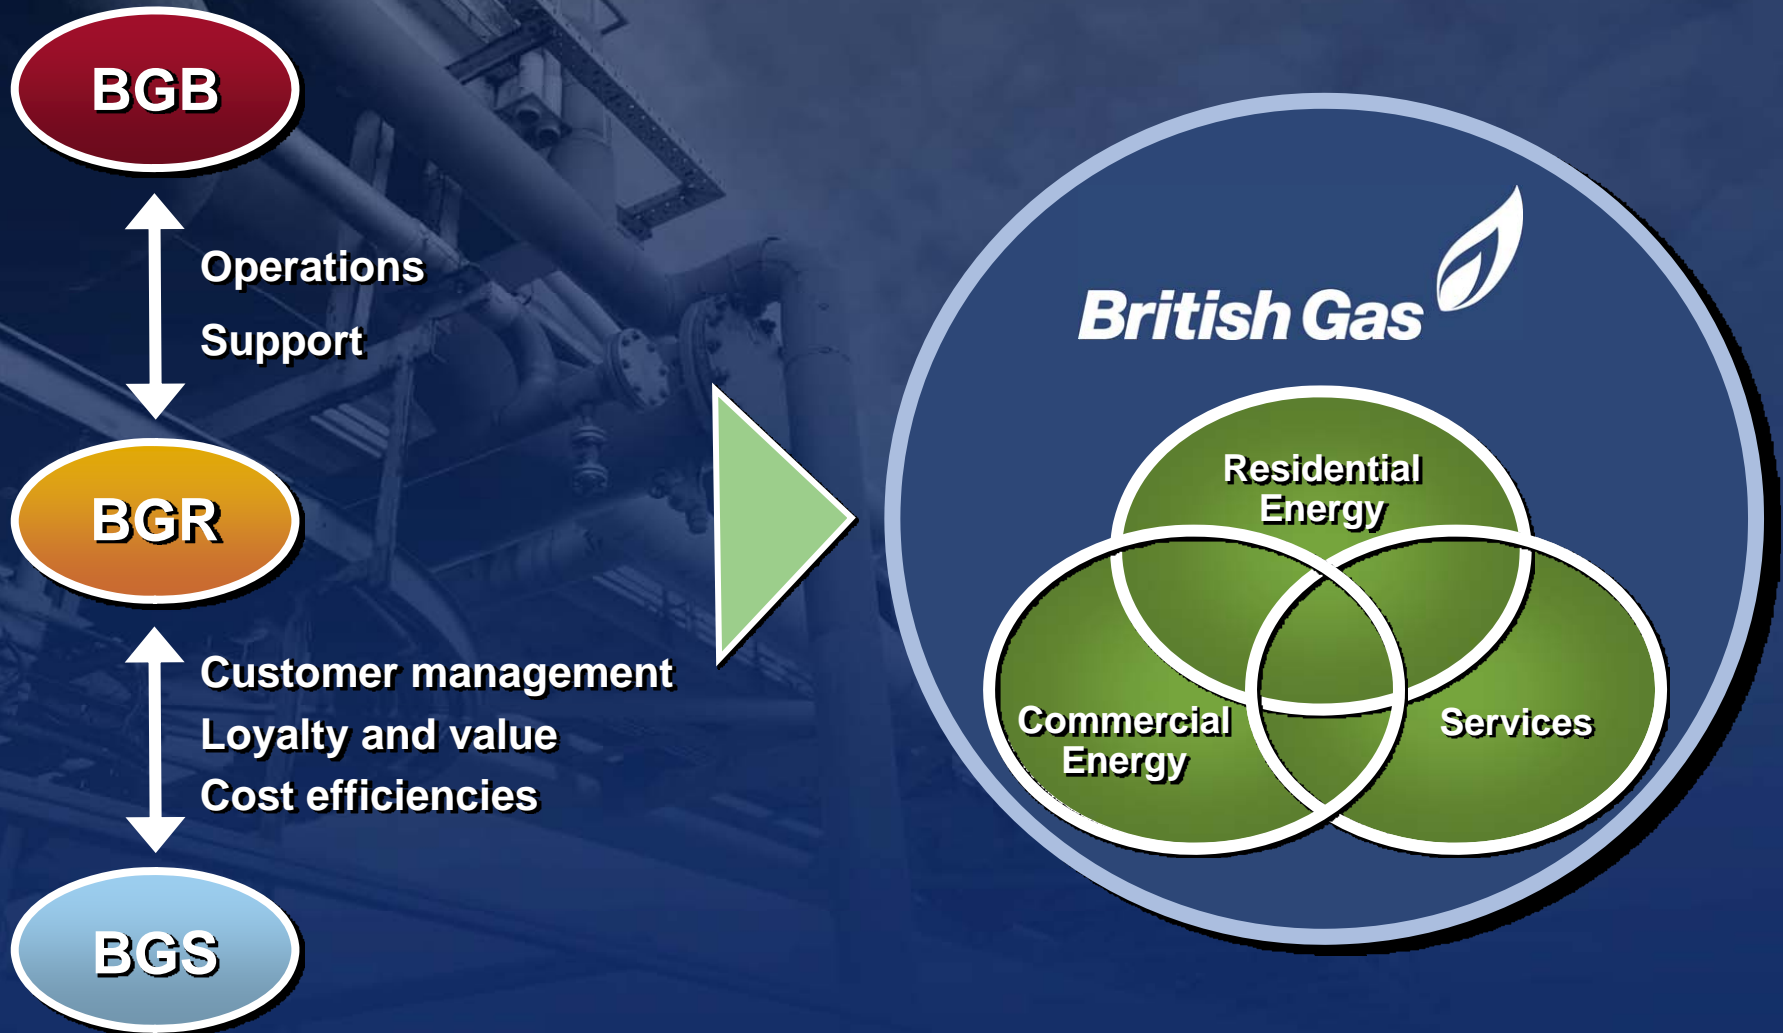 BGB
Operations
Support
BGR
Customer management
Loyalty and value
Cost efficiencies
BGS
British Gas
Residential
Energy
Commercial
Energy
Services